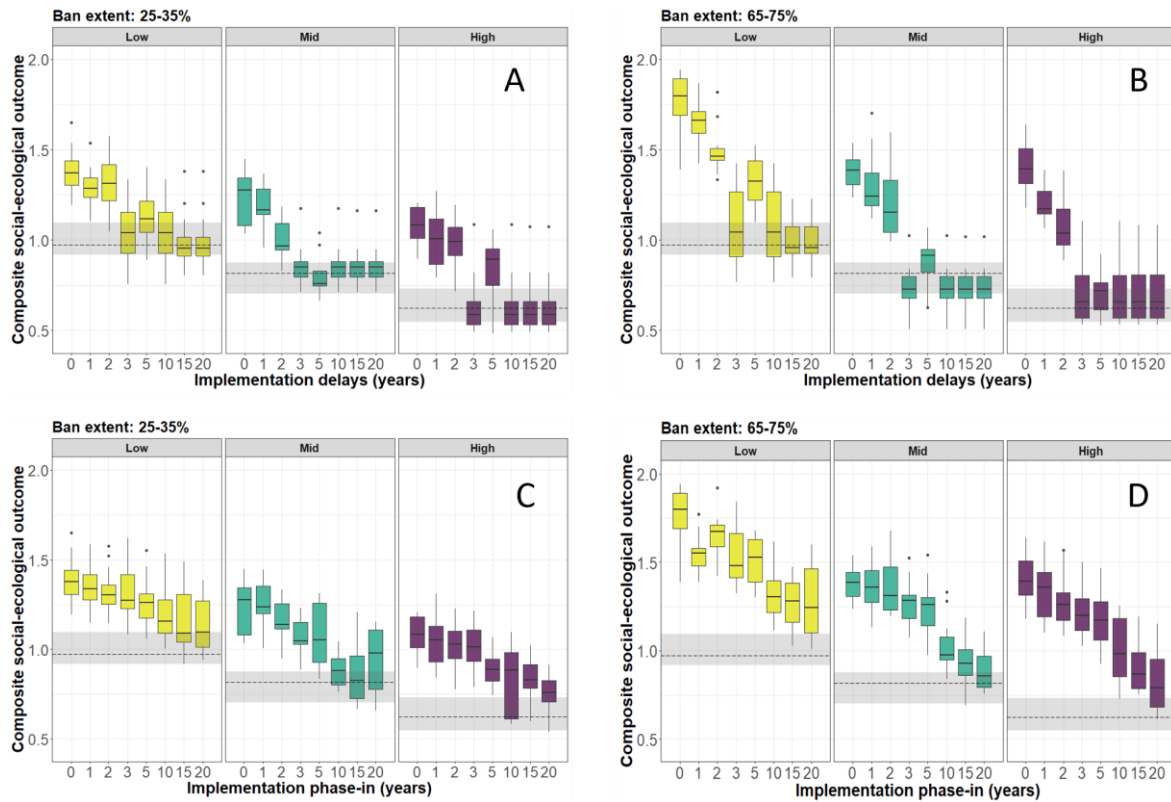 Ban extent: 25-35%
Low Mid High
A
Composite social-ecological outcome
2.0
1.5
1.0
0.5
0 1 2 3 5 10 15 20 0 1 2 3 5 10 15 20 0 1 2 3 5 10 15 20
Implementation delays (years)
Ban extent: 65-75%
Low Mid High
B
Composite social-ecological outcome
2.0
1.5
1.0
0.5
0 1 2 3 5 10 15 20 0 1 2 3 5 10 15 20 0 1 2 3 5 10 15 20
Implementation delays (years)
Ban extent: 25-35%
Low Mid High
C
Composite social-ecological outcome
2.0
1.5
1.0
0.5
0 1 2 3 5 10 15 20 0 1 2 3 5 10 15 20 0 1 2 3 5 10 15 20
Implementation phase-in (years)
Ban extent: 65-75%
Low Mid High
D
Composite social-ecological outcome
2.0
1.5
1.0
0.5
0 1 2 3 5 10 15 20 0 1 2 3 5 10 15 20 0 1 2 3 5 10 15 20
Implementation phase-in (years)